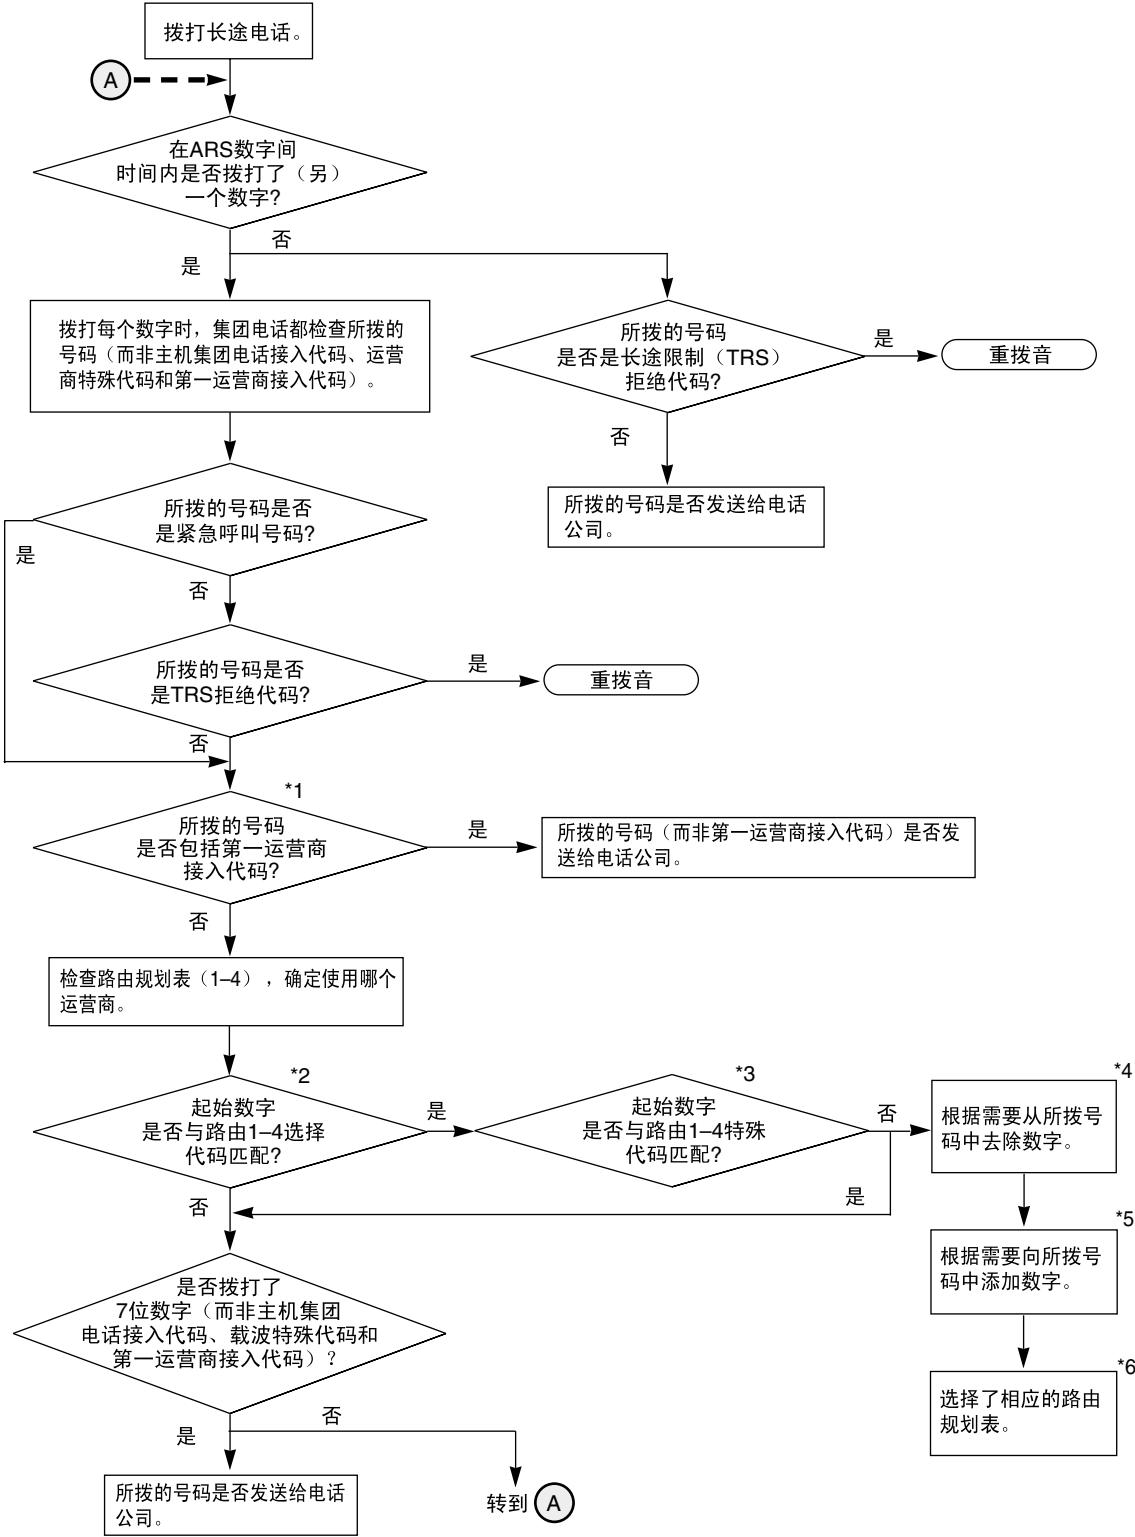 拨打长途电话。
A
在ARS数字间
时间内是否拨打了（另）
一个数字?
否
是
拨打每个数字时，集团电话都检查所拨的
号码（而非主机集团电话接入代码、运营
商特殊代码和第一运营商接入代码）。
所拨的号码
是否是长途限制（TRS）
拒绝代码?
是
重拨音
否
所拨的号码是否发送给电话
公司。
所拨的号码是否
是紧急呼叫号码?
是
否
所拨的号码是否
是TRS拒绝代码?
是
重拨音
否
*1
所拨的号码
是否包括第一运营商
接入代码?
是
所拨的号码（而非第一运营商接入代码）是否发
送给电话公司。
否
检查路由规划表（1–4），确定使用哪个
运营商。
*2
起始数字
是否与路由1–4选择
代码匹配?
是
*3
起始数字
是否与路由1–4特殊
代码匹配?
否
*4
根据需要从所拨号
码中去除数字。
是
否
*5
根据需要向所拨号
码中添加数字。
是否拨打了
7位数字（而非主机集团
电话接入代码、载波特殊代码和
第一运营商接入代码）?
*6
选择了相应的路由
规划表。
是
否
所拨的号码是否发送给电话
公司。
转到 A